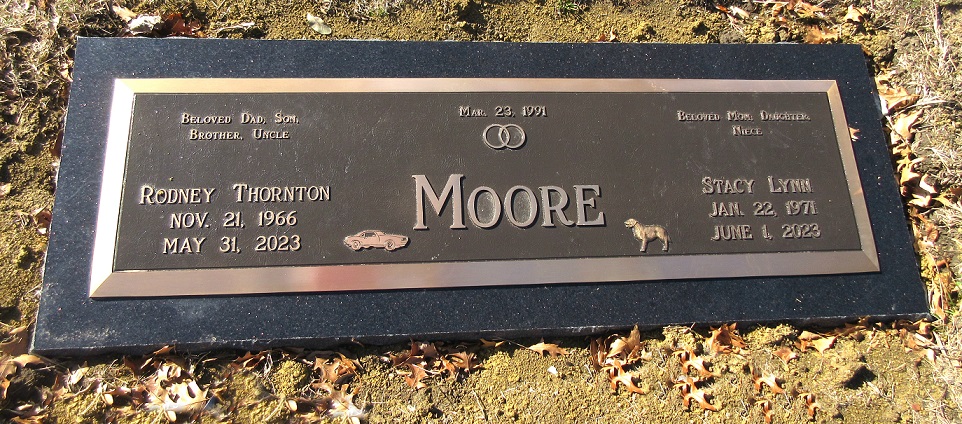 BELOVED DAD, SON,
BROTHER, UNCLE
RODNEY THORNTON
NOV. 21, 1966
MAY 31, 2023
MAR. 23, 1991
MOORE
BELOVED MOM, DAUGHTER,
NIECE
STACY LYNN
JAN. 22, 1971
JUNE 1, 2023